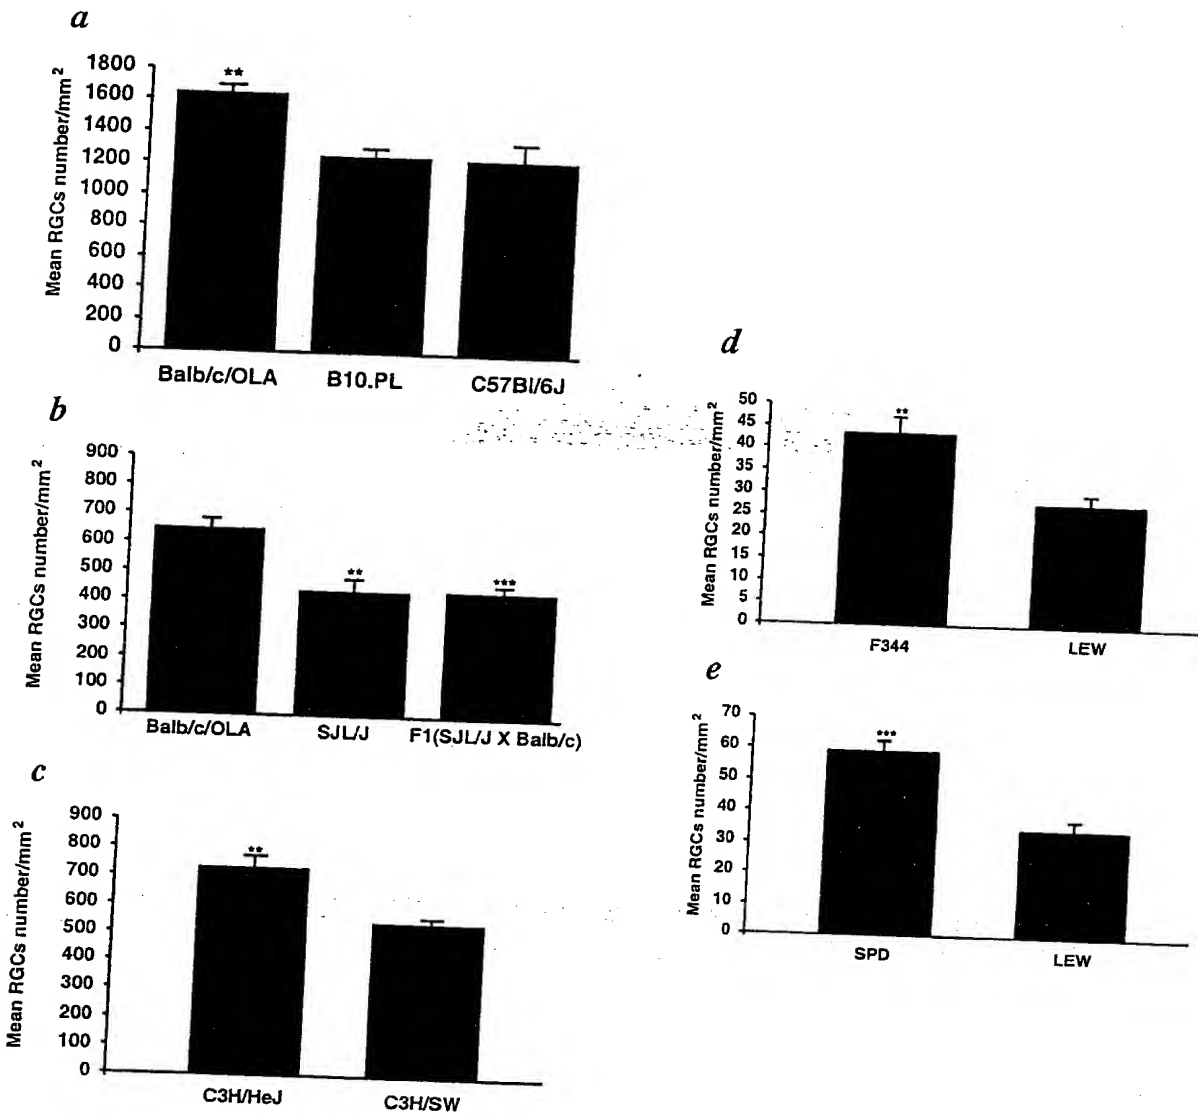 a
Mean RGCs number/mm2
1800
1600
1400
1200
1000
800
600
400
200
0
**
Balb/c/OLA
B10.PL
C57Bl/6J
b
Mean RGCs number/mm2
900
800
700
600
500
400
300
200
100
0
**
***
Balb/c/OLA
SJL/J
F1(SJL/J X Balb/c)
c
Mean RGCs number/mm2
900
800
700
600
500
400
300
200
100
0
**
C3H/HeJ
C3H/SW
d
Mean RGCs number/mm2
50
45
40
35
30
25
20
15
10
5
0
**
F344
LEW
e
Mean RGCs number/mm2
70
60
50
40
30
20
10
0
***
SPD
LEW